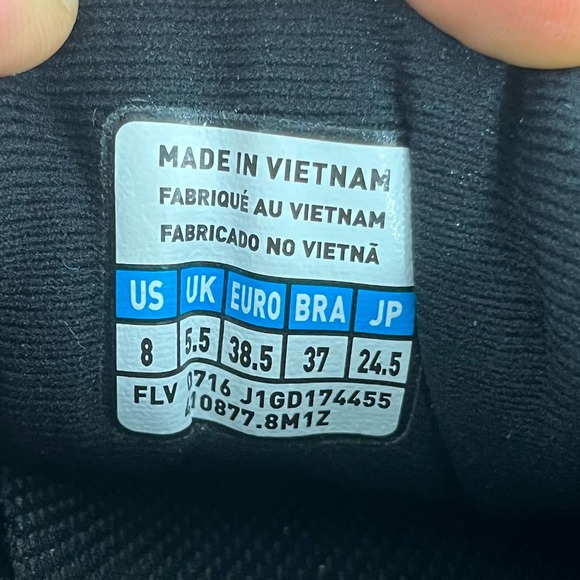 MADE IN VIETNAM
FABRIQUÉ AU VIETNAM
FABRICADO NO VIETNÃ
US UK EURO BRA JP
8 5.5 38.5 37 24.5
FLV 0716 J1GD174455
10877.8M1Z